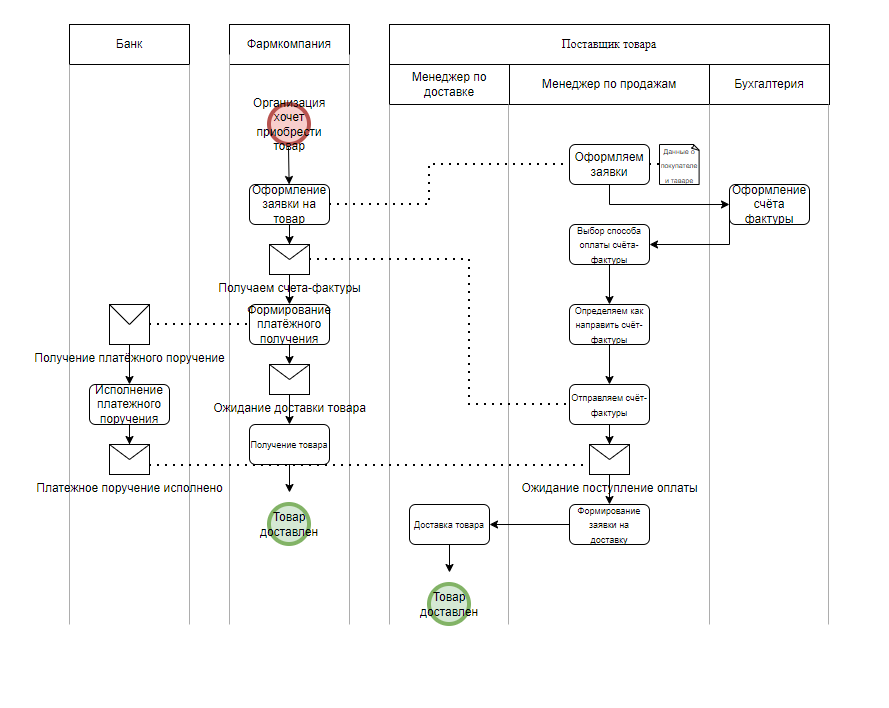 Банк
Фармкомпания
Поставщик товара
Менеджер по
доставке
Менеджер по продажам
Бухгалтерия
Организация
хочет
приобрести
товар
Оформляем
заявки
Данные о
покупателе
и таваре
Оформление
заявки на
товар
Оформление
счёта
фактуры
Выбор способа
оплаты счёта-
фактуры
Получаем счета-фактуры
Формирование
платёжного
получения
Определяем как
направить счёт-
фактуры
Получение платёжного поручение
Исполнение
платежного
поручения
Ожидание доставки товара
Отправляем счёт-
фактуры
Получение товара
Платежное поручение исполнено
Ожидание поступление оплаты
Товар
доставлен
Доставка товара
Формирование
заявки на
доставку
Товар
доставлен